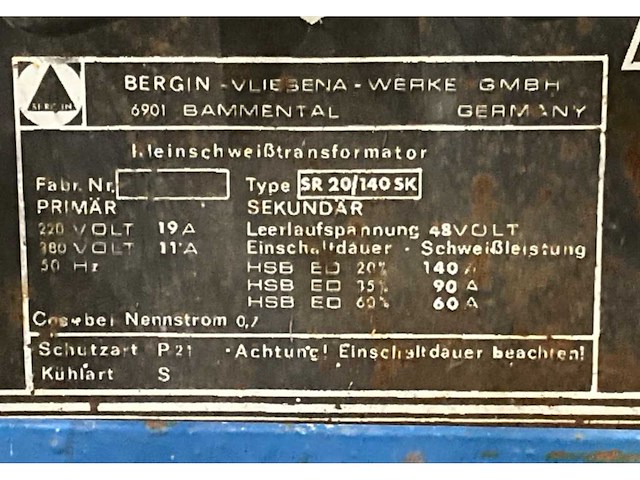 BERGIN
BERGIN - VLIESENA - WERKE GMBH
6901 BAMMENTAL GERMANY
Kleinschweißtransformator
Fabr. Nr. Type SR 20/140 SK
PRIMÄR SEKUNDÄR
220 VOLT 19 A Leerlaufspannung 48 VOLT
380 VOLT 11 A Einschaltdauer - Schweißleistung
50 Hz HSB ED 20% 140 A
HSB ED 35% 90 A
HSB ED 60% 60 A
Cosφ bei Nennstrom 0,7
Schutzart P 21 - Achtung! Einschaltdauer beachten!
Kühlart S